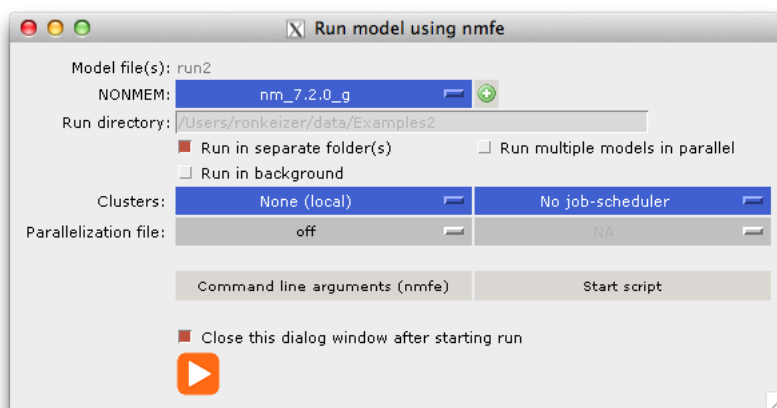 Run model using nmfe
Model file(s): run2
NONMEM: nm_7.2.0_g
Run directory: /Users/ronkeizer/data/Examples2
Run in separate folder(s) Run multiple models in parallel
Run in background
Clusters: None (local) No job-scheduler
Parallelization file: off NA
Command line arguments (nmfe) Start script
Close this dialog window after starting run